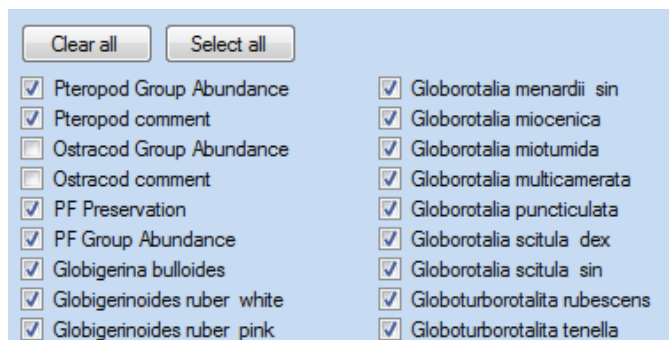 Clear all
Select all
Pteropod Group Abundance
Pteropod comment
Ostracod Group Abundance
Ostracod comment
PF Preservation
PF Group Abundance
Globigerina bulloides
Globigerinoides ruber white
Globigerinoides ruber pink
Globorotalia menardii sin
Globorotalia miocenica
Globorotalia miotumida
Globorotalia multicamerata
Globorotalia puncticulata
Globorotalia scitula dex
Globorotalia scitula sin
Globoturborotalita rubescens
Globoturborotalita tenella